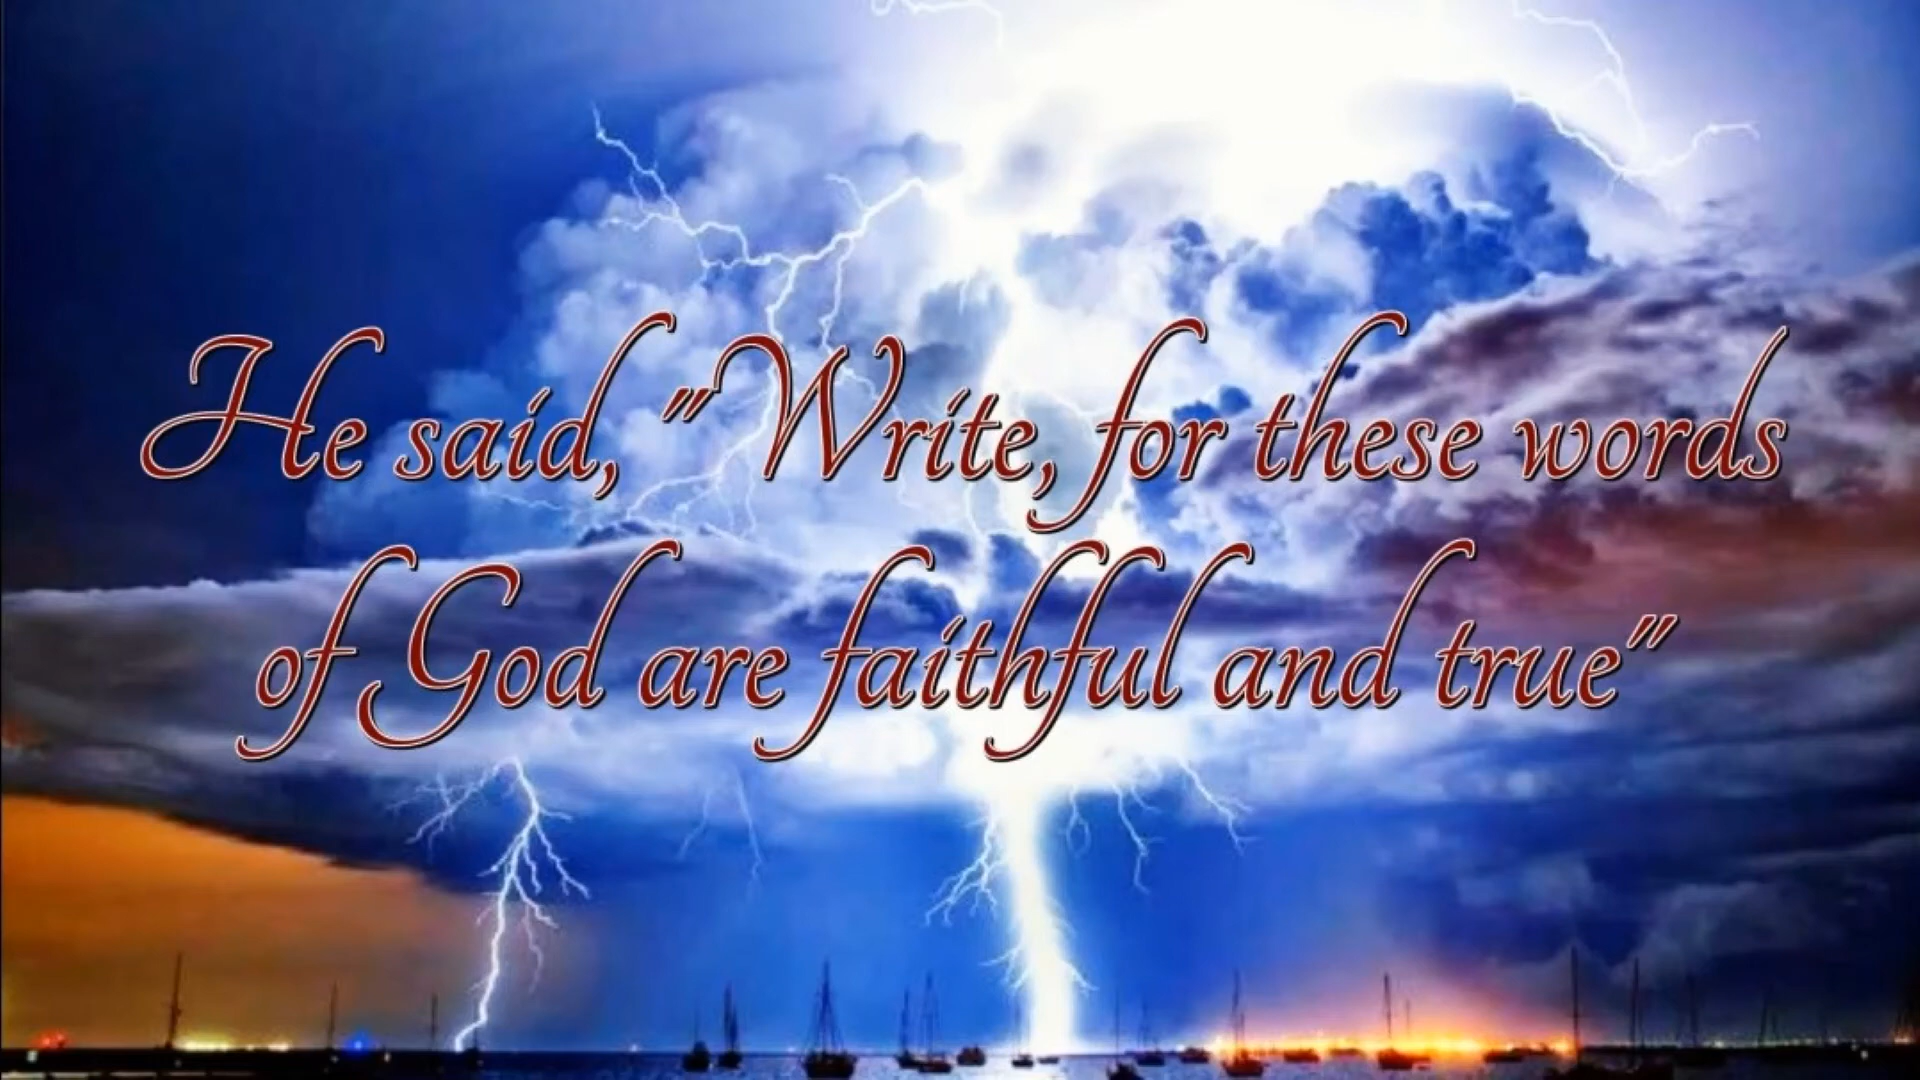 He said, "Write, for these words
of God are faithful and true"